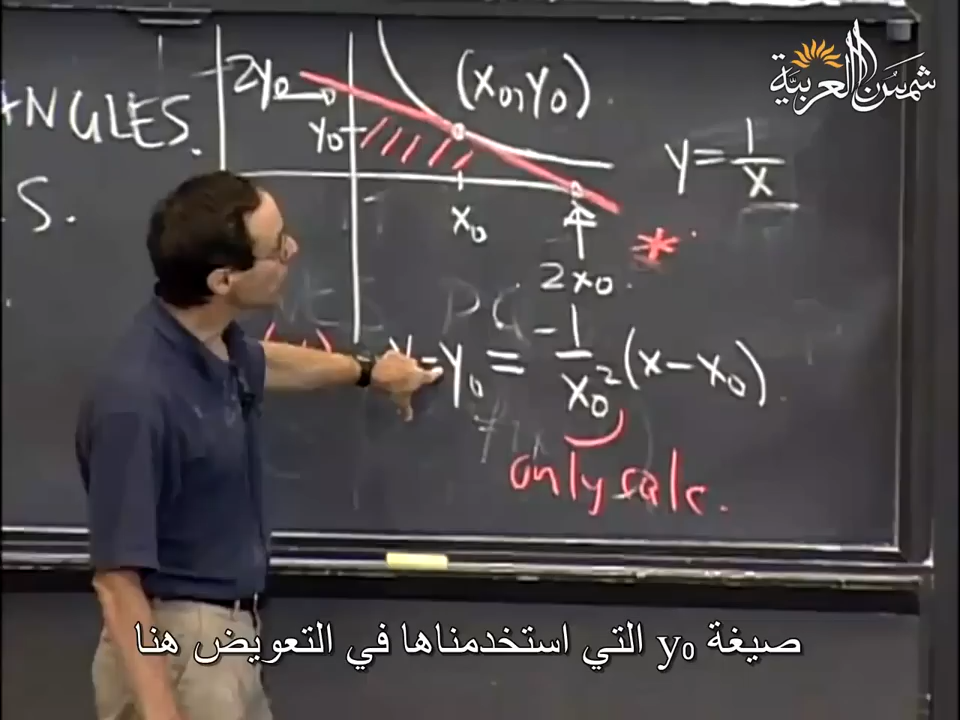 شمس العربية
ANGLES.
S.
2y₀
y₀
(x₀, y₀)
x₀
2x₀
y = 1/x
*
y - y₀ = -1/x₀² (x - x₀)
only calc.
صيغة y₀ التي استخدمناها في التعويض هنا